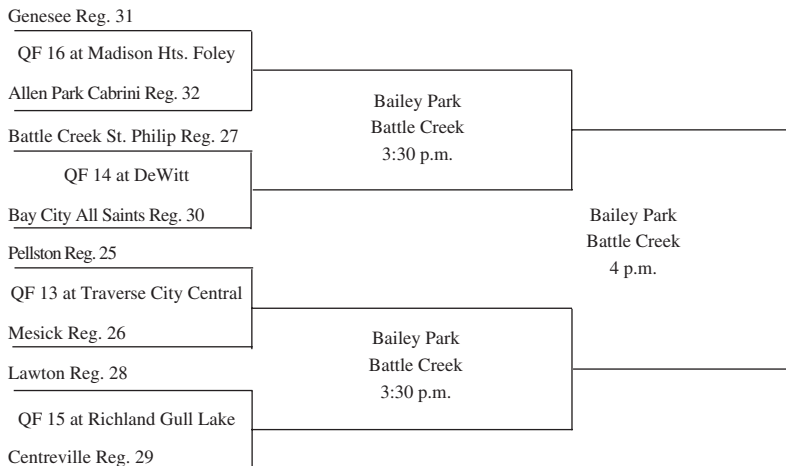 Genesee Reg. 31
QF 16 at Madison Hts. Foley
Allen Park Cabrini Reg. 32
Battle Creek St. Philip Reg. 27
QF 14 at DeWitt
Bay City All Saints Reg. 30
Pellston Reg. 25
QF 13 at Traverse City Central
Mesick Reg. 26
Lawton Reg. 28
QF 15 at Richland Gull Lake
Centreville Reg. 29
Bailey Park
Battle Creek
3:30 p.m.
Bailey Park
Battle Creek
3:30 p.m.
Bailey Park
Battle Creek
4 p.m.